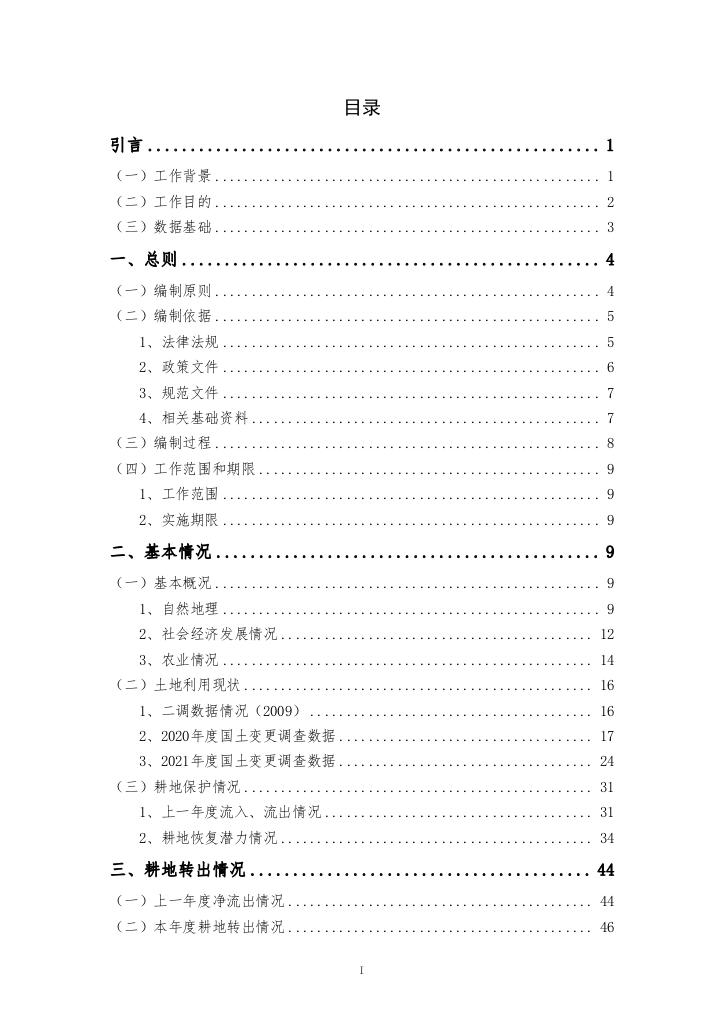 目录
引言 1
（一）工作背景 1
（二）工作目的 2
（三）数据基础 3
一、总则 4
（一）编制原则 4
（二）编制依据 5
1、法律法规 5
2、政策文件 6
3、规范文件 7
4、相关基础资料 7
（三）编制过程 8
（四）工作范围和期限 9
1、工作范围 9
2、实施期限 9
二、基本情况 9
（一）基本概况 9
1、自然地理 9
2、社会经济发展情况 12
3、农业情况 14
（二）土地利用现状 16
1、二调数据情况（2009） 16
2、2020年度国土变更调查数据 17
3、2021年度国土变更调查数据 24
（三）耕地保护情况 31
1、上一年度流入、流出情况 31
2、耕地恢复潜力情况 34
三、耕地转出情况 44
（一）上一年度净流出情况 44
（二）本年度耕地转出情况 46
I